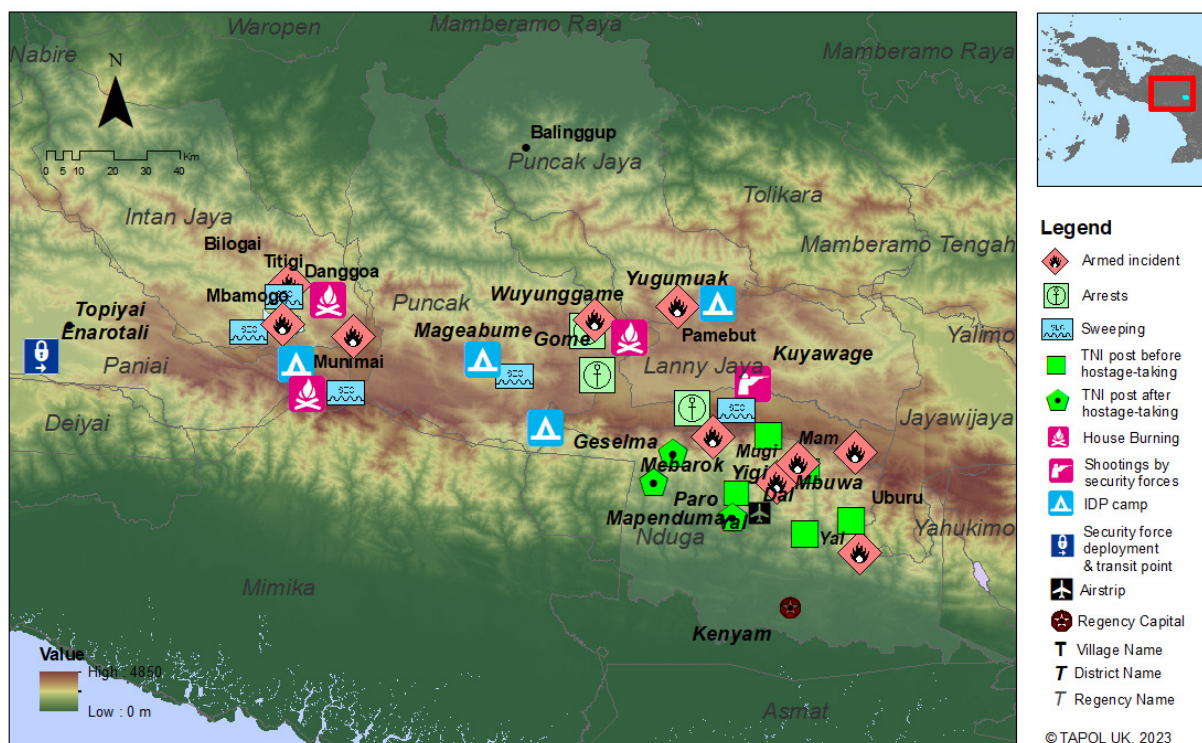 Waropen
Mamberamo Raya
Mamberamo Raya
Nabire
N
Balinggup
Puncak Jaya
0 5 10 20 30 40 Km
Tolikara
Intan Jaya
Mamberamo Tengah
Bilogai
Titigi
Danggoa
Yugumuak
Wuyunggame
Mbamogo
Puncak
Topiyai
Enarotali
Mageabume
Gome
Pamebut
Yalimo
Munimai
Paniai
Lanny Jaya
Kuyawage
Deiyai
Jayawijaya
Geselma
Mugi
Mam
Mebarok
Yigi
Mbuwa
Paro
Dal
Uburu
Mapenduma
Yal
Nduga
Yal
Yahukimo
Mimika
Kenyam
Asmat
Value
High : 4850
Low : 0 m
Legend
Armed incident
Arrests
Sweeping
TNI post before
hostage-taking
TNI post after
hostage-taking
House Burning
Shootings by
security forces
IDP camp
Security force
deployment
& transit point
Airstrip
Regency Capital
T Village Name
T District Name
T Regency Name
© TAPOL UK, 2023